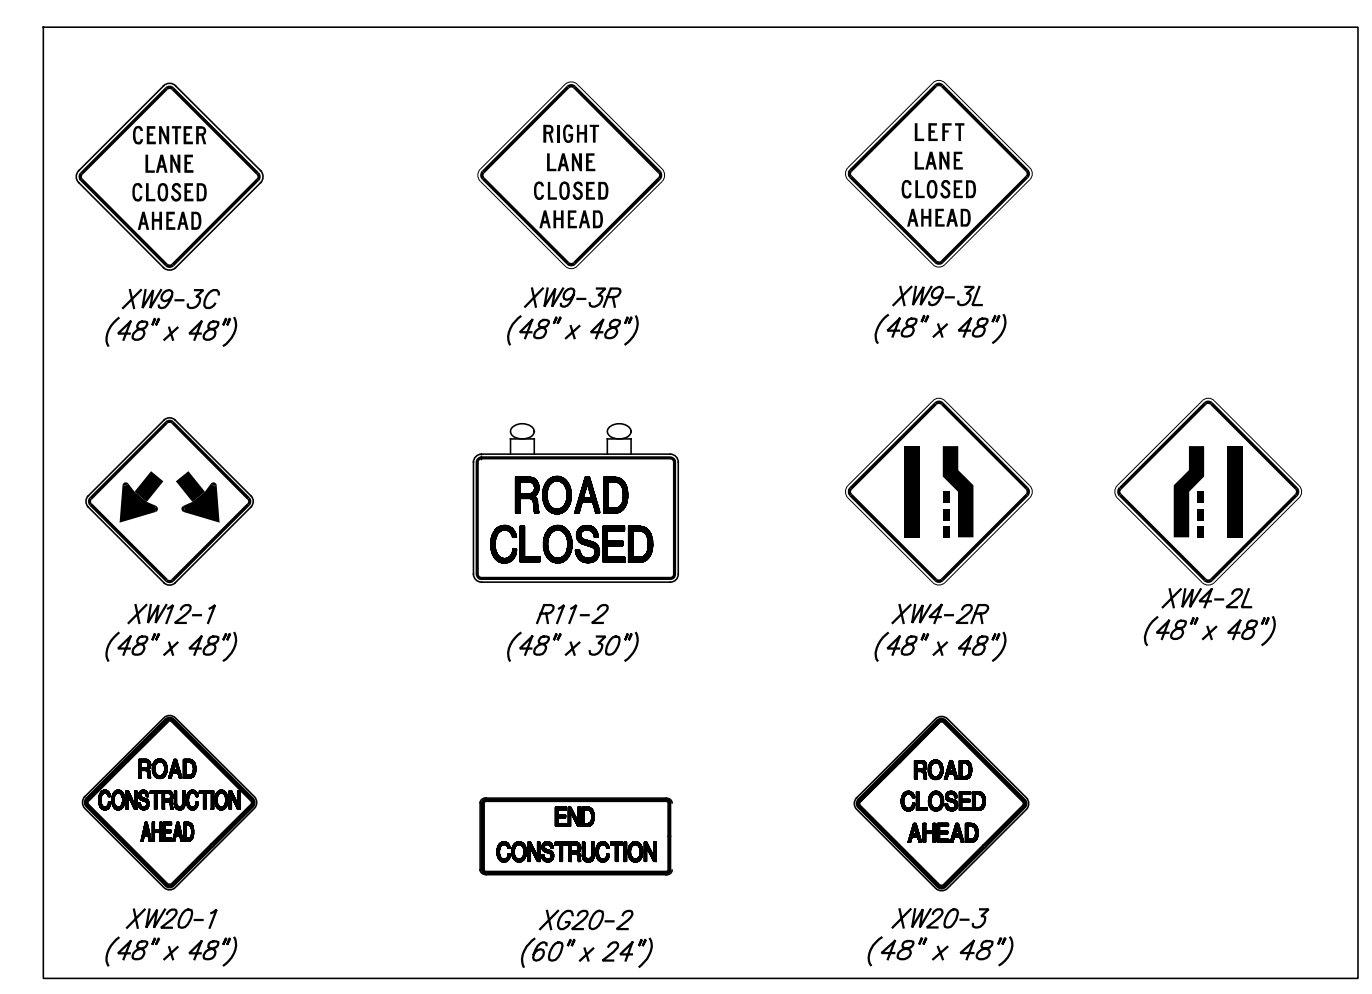 CENTER
LANE
CLOSED
AHEAD
XW9-3C
(48" x 48")
RIGHT
LANE
CLOSED
AHEAD
XW9-3R
(48" x 48")
LEFT
LANE
CLOSED
AHEAD
XW9-3L
(48" x 48")
XW12-1
(48" x 48")
ROAD
CLOSED
R11-2
(48" x 30")
XW4-2R
(48" x 48")
XW4-2L
(48" x 48")
ROAD
CONSTRUCTION
AHEAD
XW20-1
(48" x 48")
END
CONSTRUCTION
XG20-2
(60" x 24")
ROAD
CLOSED
AHEAD
XW20-3
(48" x 48")